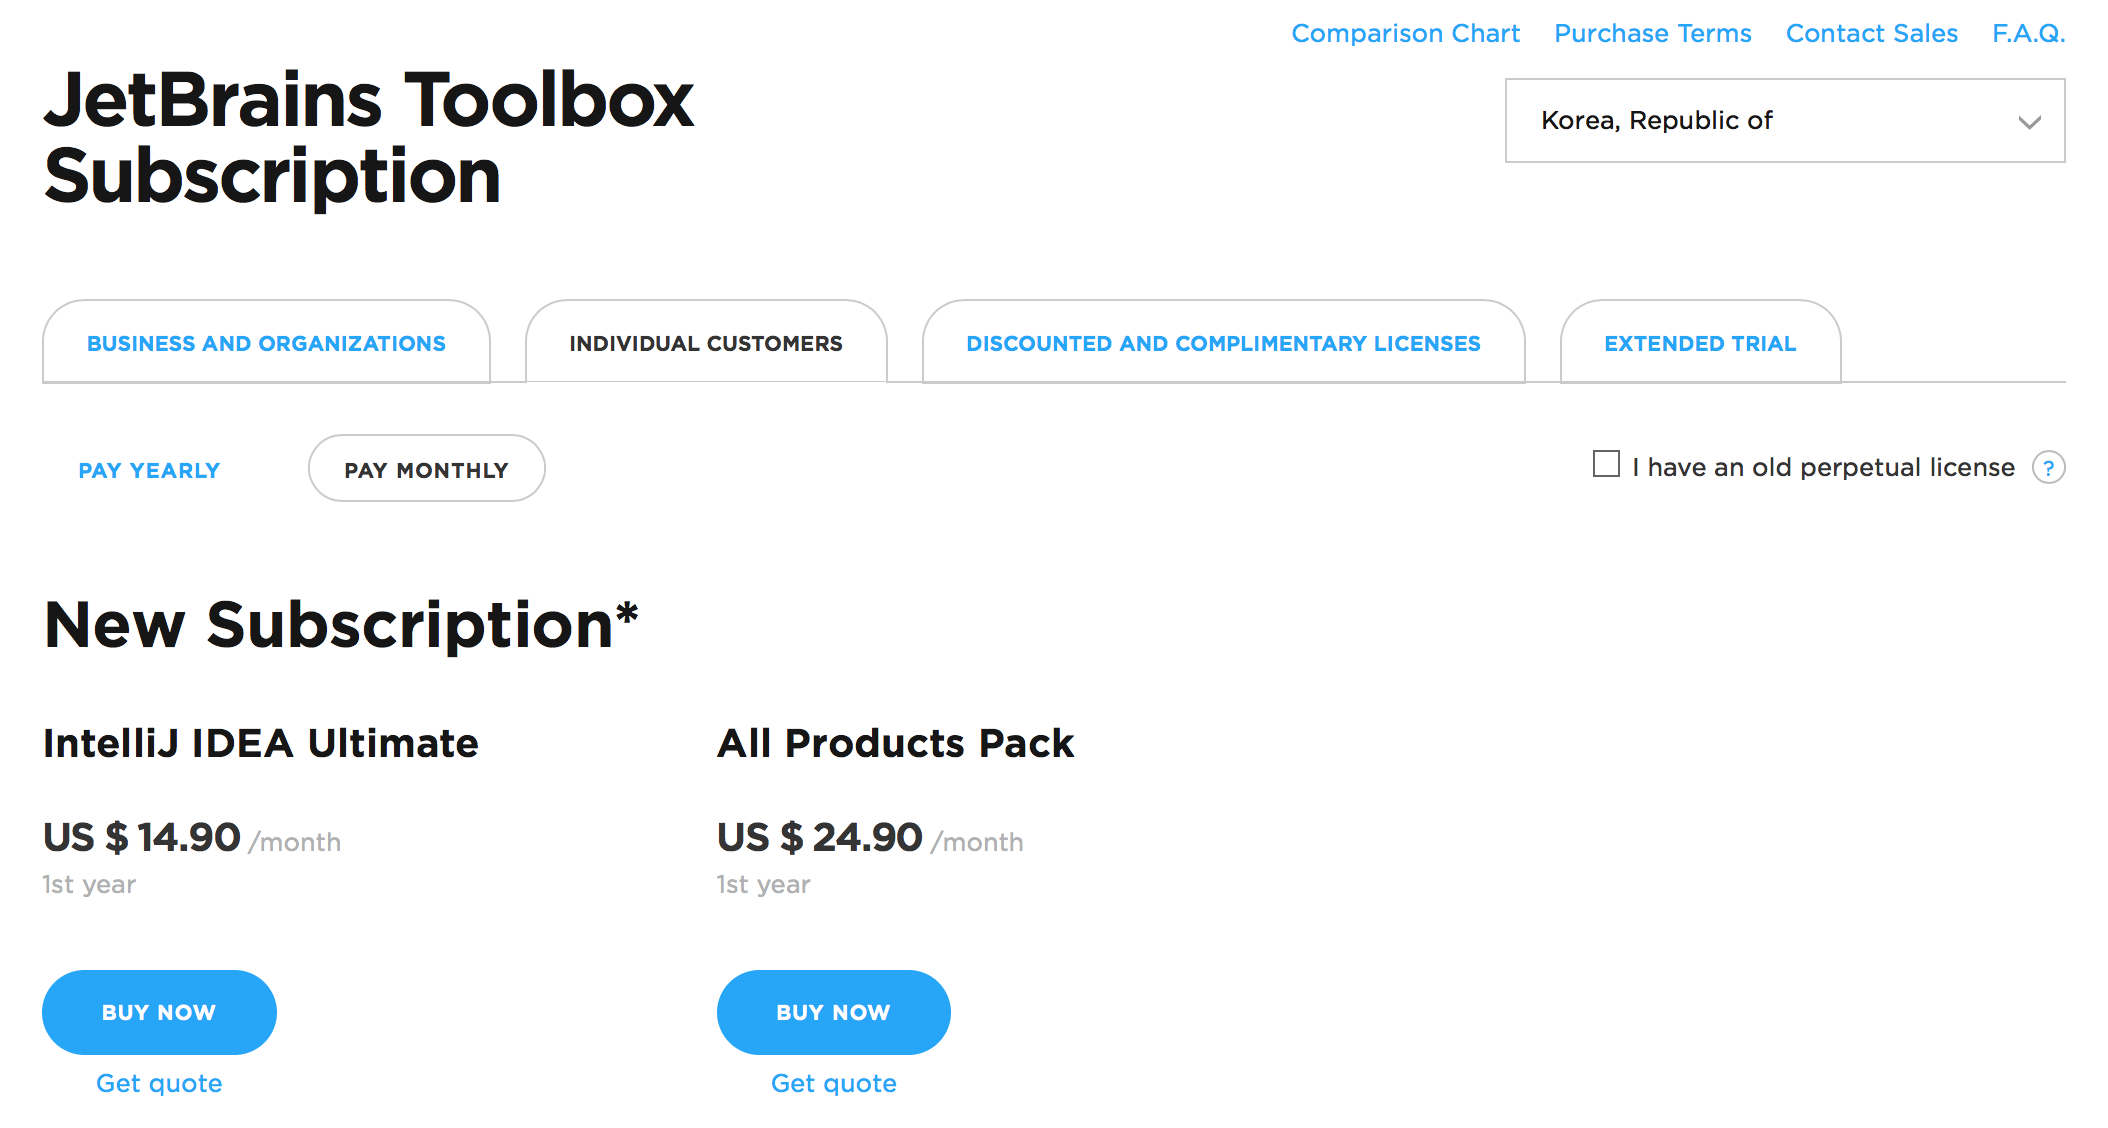 Comparison Chart Purchase Terms Contact Sales F.A.Q.
JetBrains Toolbox
Subscription
Korea, Republic of
BUSINESS AND ORGANIZATIONS INDIVIDUAL CUSTOMERS DISCOUNTED AND COMPLIMENTARY LICENSES EXTENDED TRIAL
PAY YEARLY PAY MONTHLY I have an old perpetual license ?
New Subscription*
IntelliJ IDEA Ultimate All Products Pack
US $ 14.90 /month US $ 24.90 /month
1st year 1st year
BUY NOW BUY NOW
Get quote Get quote